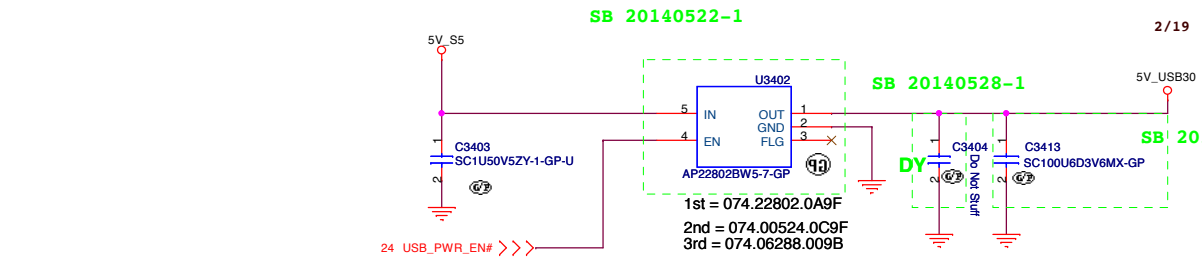 SB 20140522-1
2/19
5V_S5
U3402
SB 20140528-1
5V_USB30
5 IN
OUT 1
GND 2
4 EN
FLG 3
SB 20
1
C3403
SC1U50V5ZY-1-GP-U
2
G/P
AP22802BW5-7-GP
GP
DY
1
C3404
2
Do Not Stuff
G/P
1
C3413
SC100U6D3V6MX-GP
2
G/P
1st = 074.22802.0A9F
2nd = 074.00524.0C9F
3rd = 074.06288.009B
24 USB_PWR_EN#